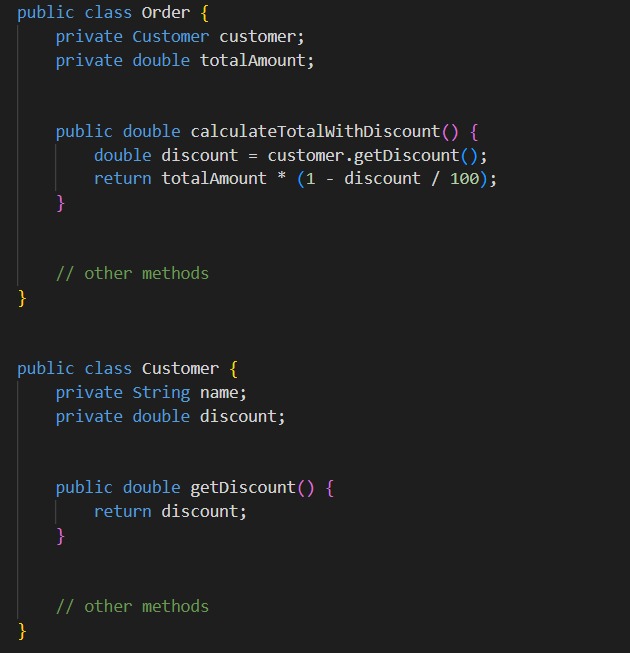 public class Order {
    private Customer customer;
    private double totalAmount;
    public double calculateTotalWithDiscount() {
        double discount = customer.getDiscount();
        return totalAmount * (1 - discount / 100);
    }
    // other methods
}
public class Customer {
    private String name;
    private double discount;
    public double getDiscount() {
        return discount;
    }
    // other methods
}